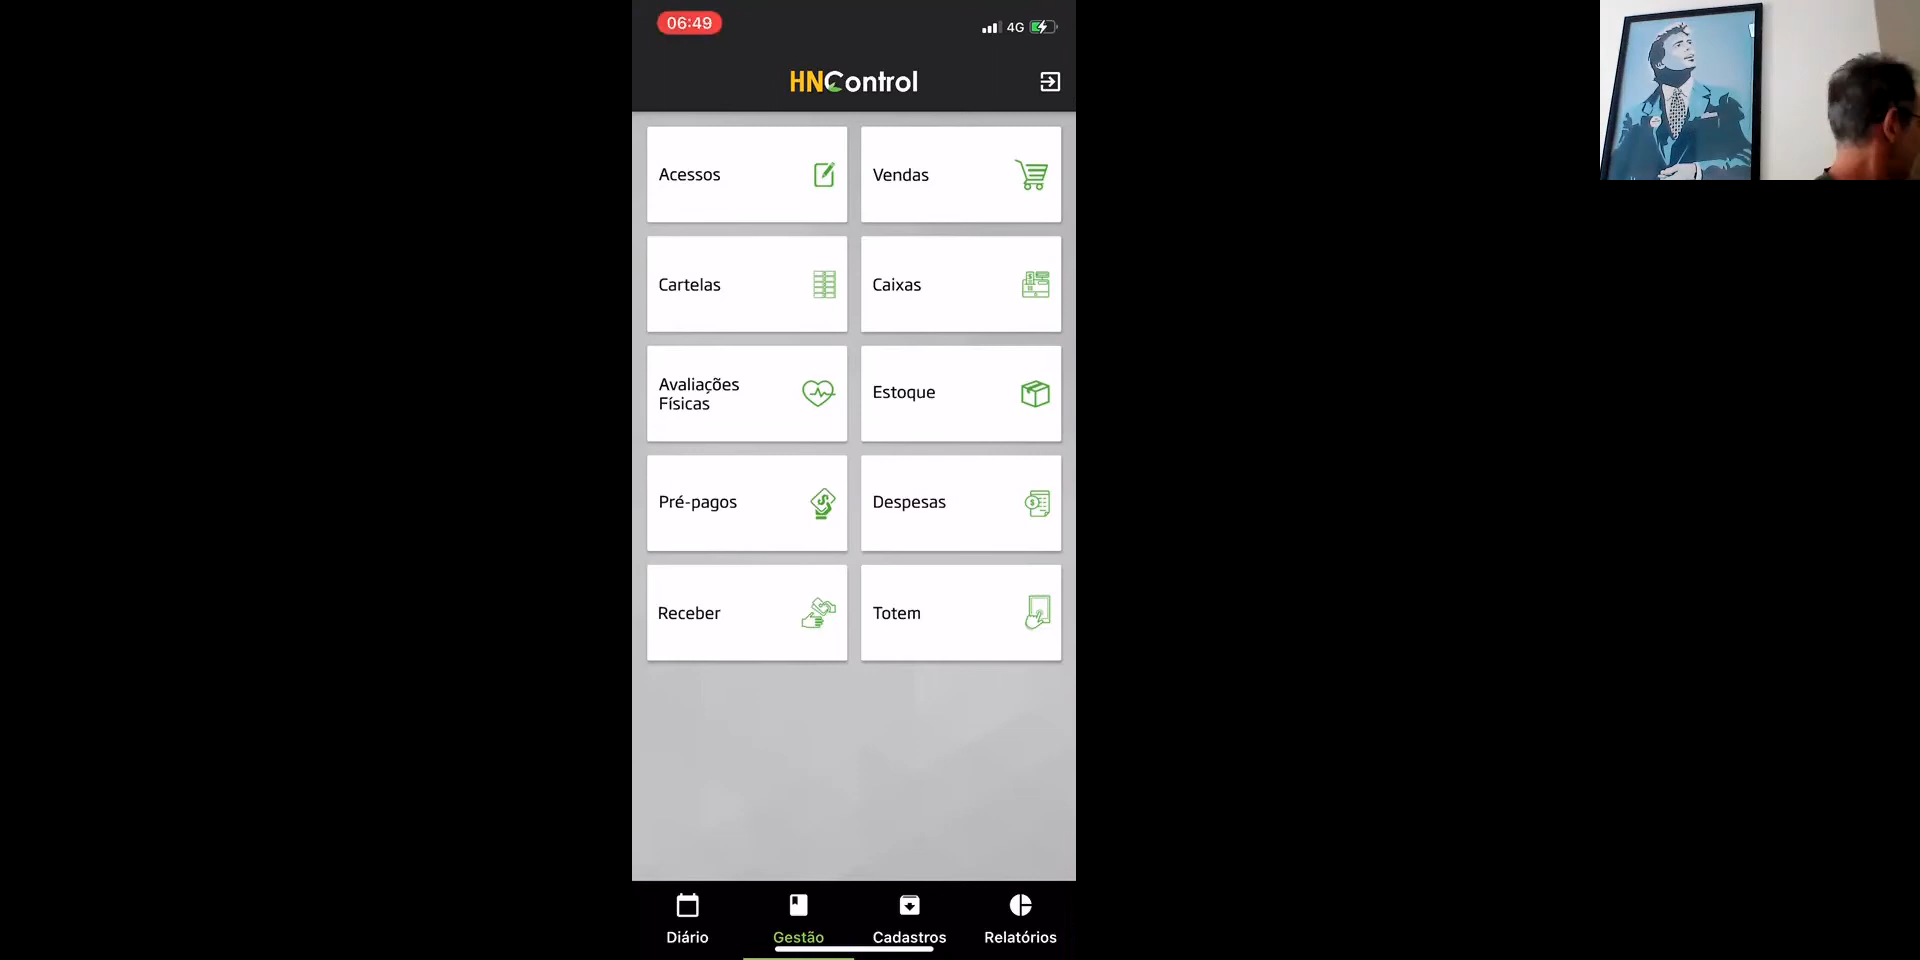 06:49
4G
HNControl
Acessos
Vendas
Cartelas
Caixas
Avaliações
Físicas
Estoque
Pré-pagos
Despesas
Receber
Totem
Diário
Gestão
Cadastros
Relatórios